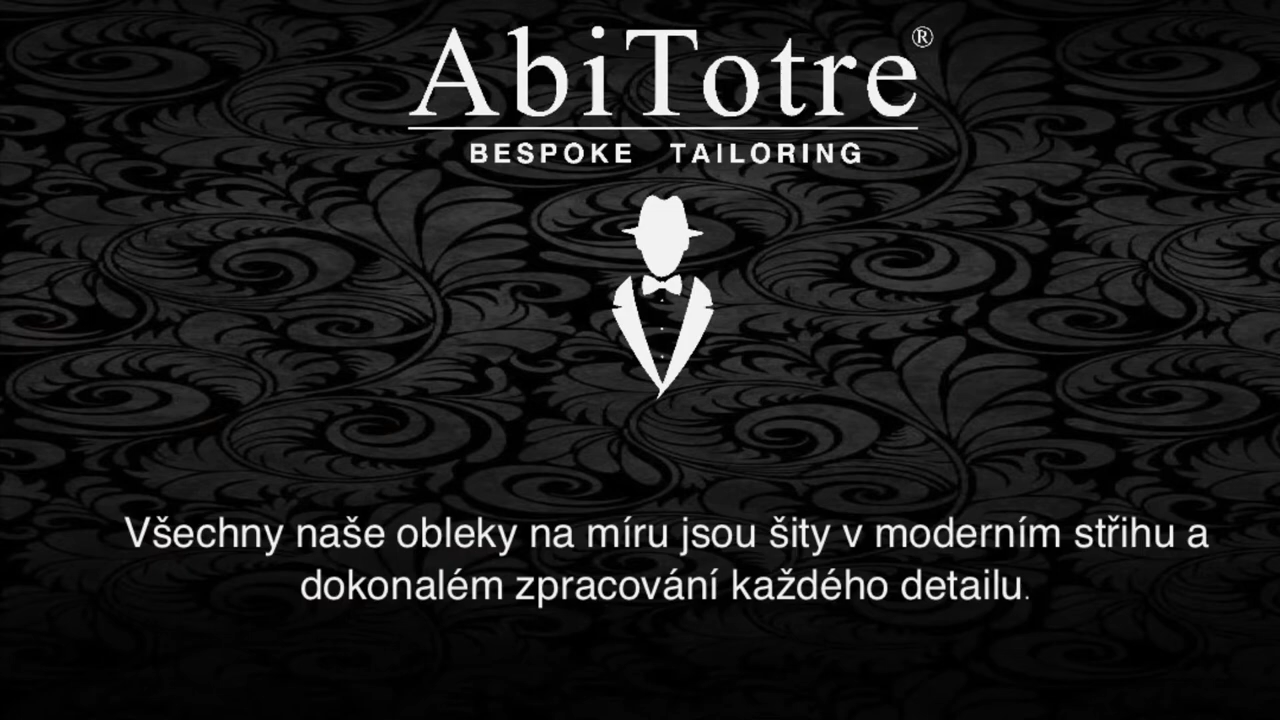 AbiTotre®
BESPOKE TAILORING
Všechny naše obleky na míru jsou šity v moderním střihu a
dokonalém zpracování každého detailu.